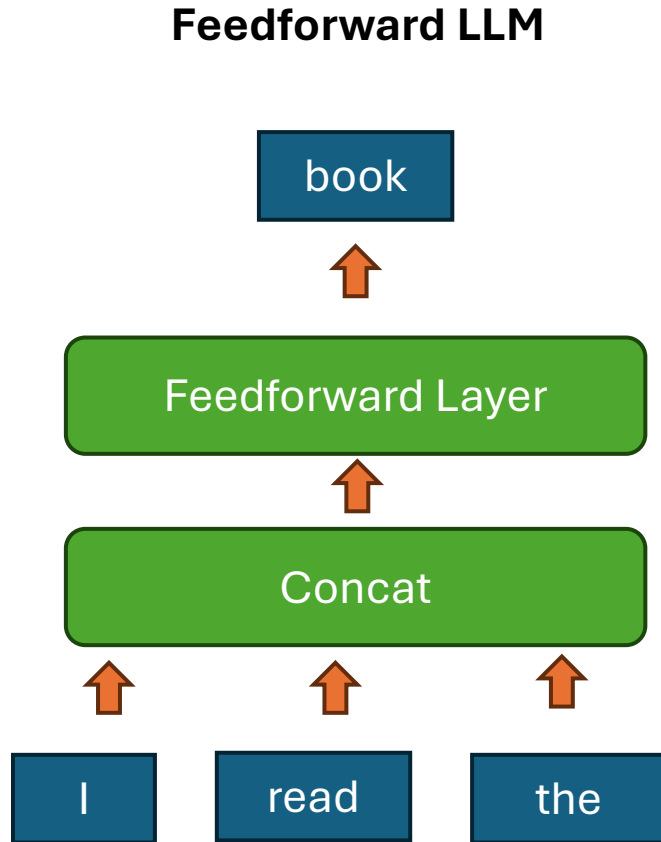 Feedforward LLM
book
Feedforward Layer
Concat
I read the